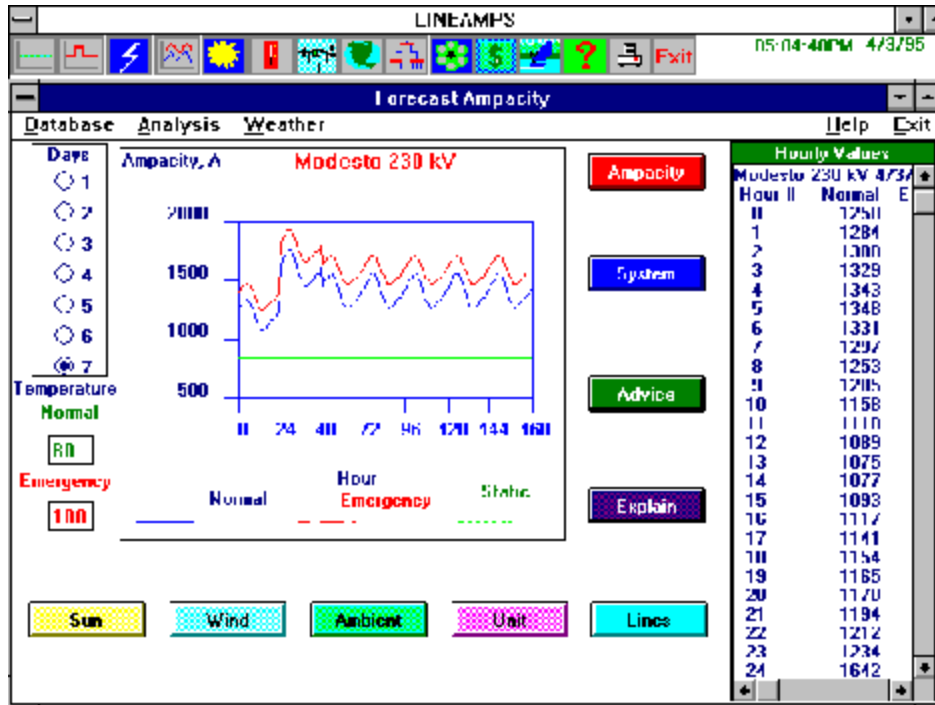 LINEAMPS
$ ? Exit
05:04:40PM 4/3/95
Forecast Ampacity
Database Analysis Weather Help Exit
Days
1
2
3
4
5
6
7
Temperature
Normal
80
Emergency
100
Ampacity, A
Modesto 230 kV
2000
1500
1000
500
0 24 48 72 96 120 144 168
Hour
Normal Emergency Static
Ampacity
System
Advice
Explain
Sun Wind Ambient Unit Lines
Hourly Values
Modesto 230 kV 4/3/
Hour Normal E
0 1250
1 1284
2
3 1329
4 1343
5 1348
6 1331
7 1297
8 1253
9 1205
10 1158
11
12 1089
13 1075
14 1077
15 1093
16 1117
17 1141
18 1154
19 1165
20 1170
21 1194
22 1212
23 1234
24 1642